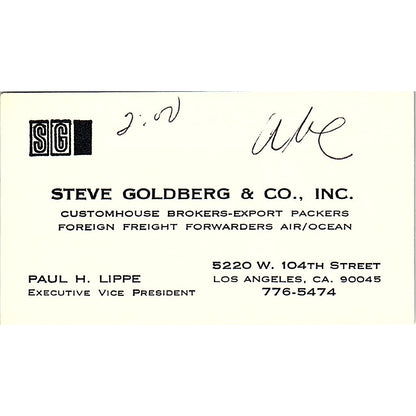 SG
2:00
Abe
STEVE GOLDBERG & CO., INC.
CUSTOMHOUSE BROKERS-EXPORT PACKERS
FOREIGN FREIGHT FORWARDERS AIR/OCEAN
PAUL H. LIPPE
EXECUTIVE VICE PRESIDENT
5220 W. 104TH STREET
LOS ANGELES, CA. 90045
776-5474